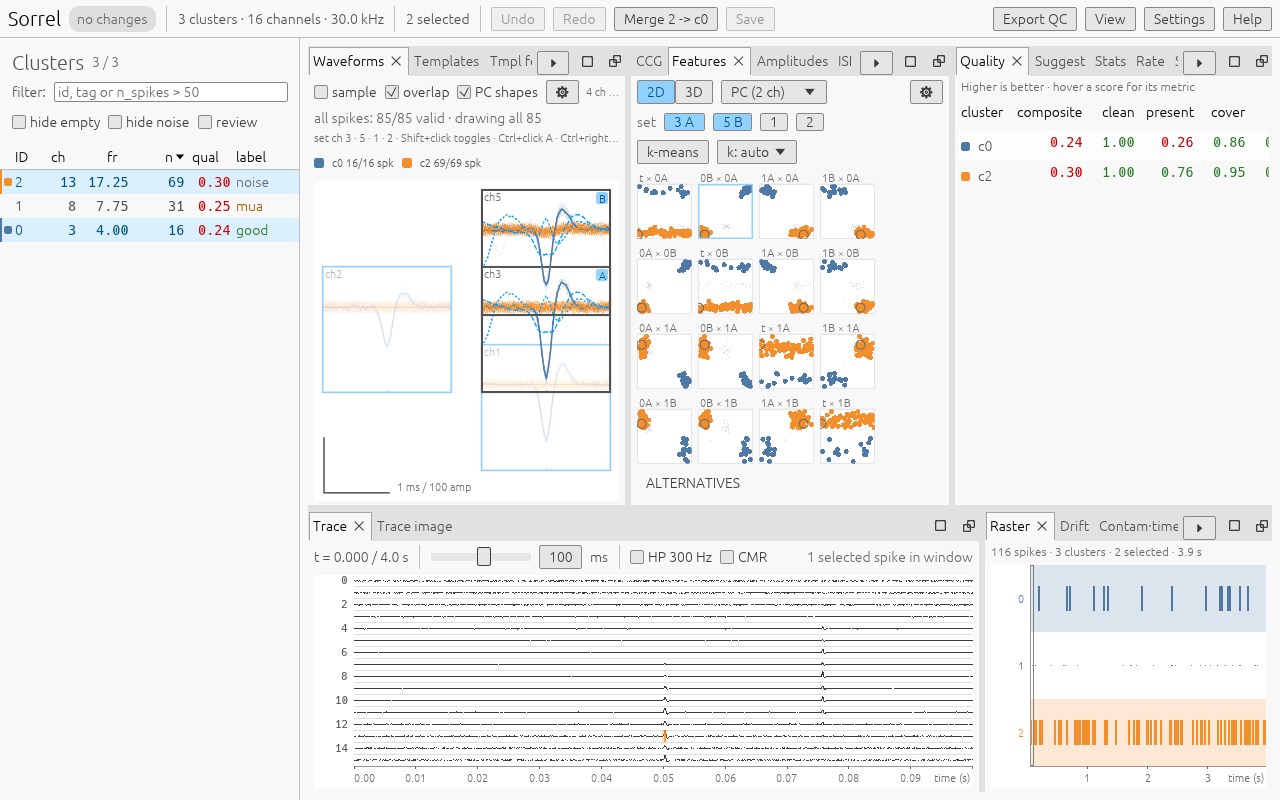 Sorrel no changes 3 clusters · 16 channels · 30.0 kHz 2 selected Undo Redo Merge 2 -> c0 Save Export QC View Settings Help
Clusters 3 / 3
filter: id, tag or n_spikes > 50
hide empty hide noise review
ID ch fr n qual label
2 13 17.25 69 0.30 noise
1 8 7.75 31 0.25 mua
0 3 4.00 16 0.24 good
Waveforms Templates Tmpl f
sample overlap PC shapes 4 ch ...
all spikes: 85/85 valid · drawing all 85
set ch 3 · 5 · 1 · 2 · Shift+click toggles · Ctrl+click A · Ctrl+right...
c0 16/16 spk c2 69/69 spk
ch5 B
ch3 A
ch2
ch1
1 ms / 100 amp
CCG Features Amplitudes ISI
2D 3D PC (2 ch)
set 3 A 5 B 1 2
k-means k: auto
t × 0A 0B × 0A 1A × 0A 1B × 0A
0A × 0B t × 0B 1A × 0B 1B × 0B
0A × 1A 0B × 1A t × 1A 1B × 1A
0A × 1B 0B × 1B 1A × 1B t × 1B
ALTERNATIVES
Quality Suggest Stats Rate
Higher is better · hover a score for its metric
cluster composite clean present cover
c0 0.24 1.00 0.26 0.86
c2 0.30 1.00 0.76 0.95
Trace Trace image
t = 0.000 / 4.0 s 100 ms HP 300 Hz CMR 1 selected spike in window
0
2
4
6
8
10
12
14
0.00 0.01 0.02 0.03 0.04 0.05 0.06 0.07 0.08 0.09 time (s)
Raster Drift Contam-time
116 spikes · 3 clusters · 2 selected · 3.9 s
0
1
2
1 2 3 time (s)